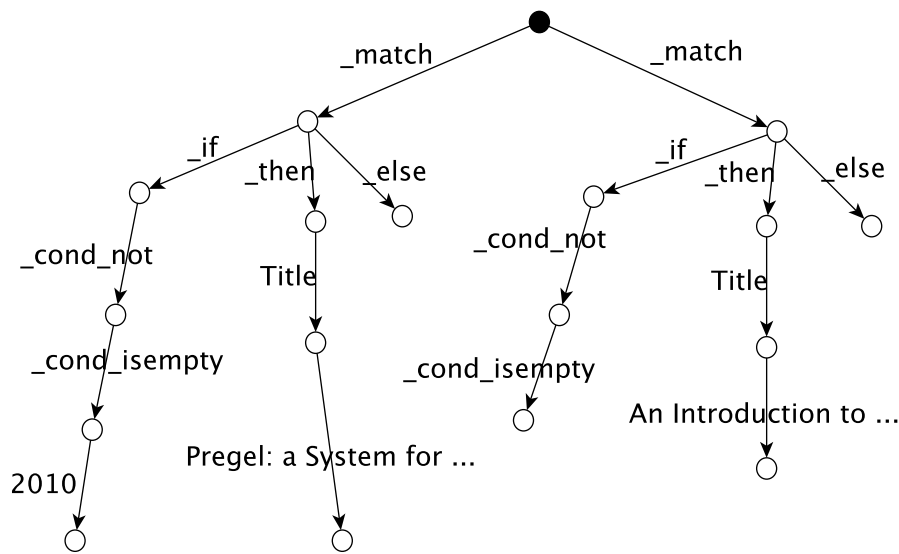 _match
_match
_if
_then
_else
_if
_then
_else
_cond_not
Title
_cond_not
Title
_cond_isempty
_cond_isempty
An Introduction to ...
Pregel: a System for ...
2010